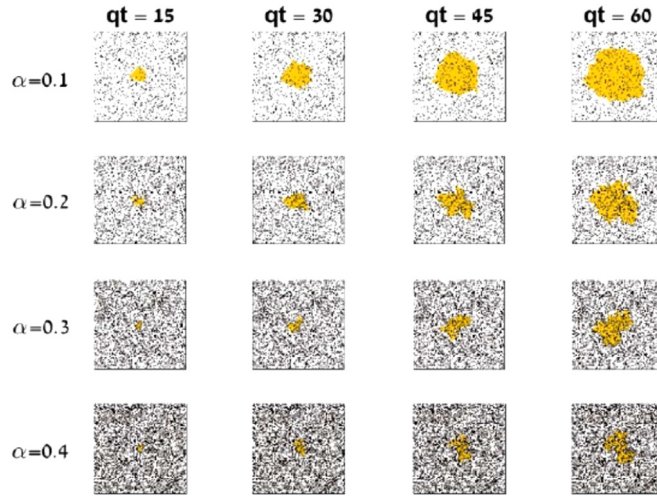 qt = 15 qt = 30 qt = 45 qt = 60
α=0.1
α=0.2
α=0.3
α=0.4